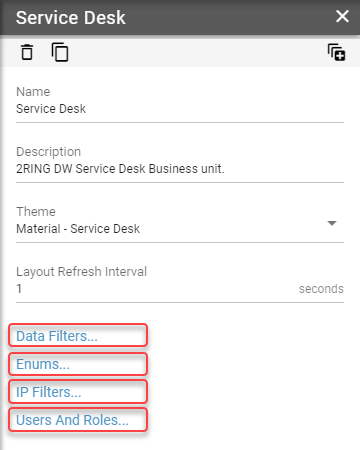 Service Desk
Name
Service Desk
Description
2RING DW Service Desk Business unit.
Theme
Material - Service Desk
Layout Refresh Interval
1 seconds
Data Filters...
Enums...
IP Filters...
Users And Roles...